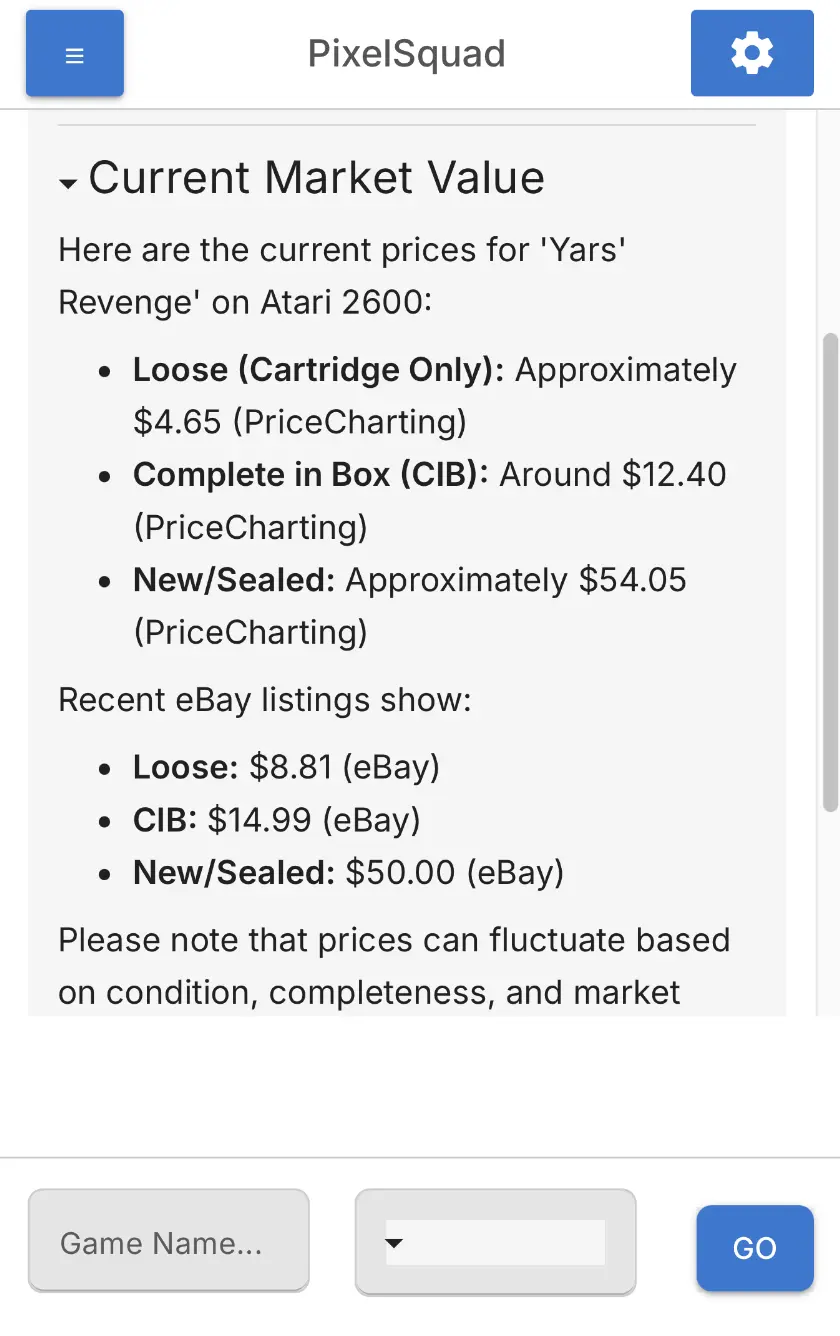 PixelSquad
Current Market Value
Here are the current prices for 'Yars'
Revenge' on Atari 2600:
• Loose (Cartridge Only): Approximately
$4.65 (PriceCharting)
• Complete in Box (CIB): Around $12.40
(PriceCharting)
• New/Sealed: Approximately $54.05
(PriceCharting)
Recent eBay listings show:
• Loose: $8.81 (eBay)
• CIB: $14.99 (eBay)
• New/Sealed: $50.00 (eBay)
Please note that prices can fluctuate based
on condition, completeness, and market
Game Name...
GO